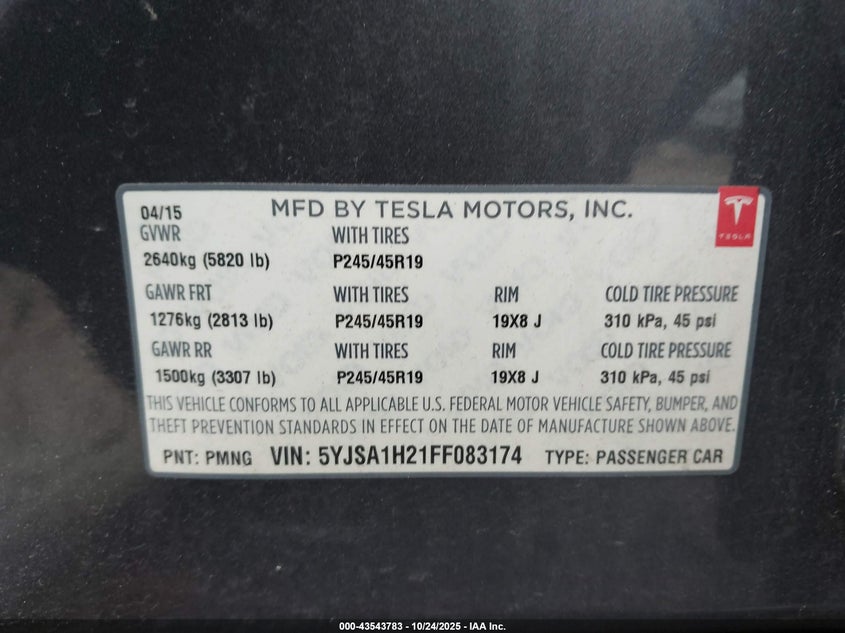 04/15 MFD BY TESLA MOTORS, INC.
TESLA
GVWR WITH TIRES
2640kg (5820 lb) P245/45R19
GAWR FRT WITH TIRES RIM COLD TIRE PRESSURE
1276kg (2813 lb) P245/45R19 19X8 J 310 kPa, 45 psi
GAWR RR WITH TIRES RIM COLD TIRE PRESSURE
1500kg (3307 lb) P245/45R19 19X8 J 310 kPa, 45 psi
THIS VEHICLE CONFORMS TO ALL APPLICABLE U.S. FEDERAL MOTOR VEHICLE SAFETY, BUMPER, AND
THEFT PREVENTION STANDARDS IN EFFECT ON THE DATE OF MANUFACTURE SHOWN ABOVE.
PNT: PMNG VIN: 5YJSA1H21FF083174 TYPE: PASSENGER CAR
000-43543783 - 10/24/2025 - IAA Inc.